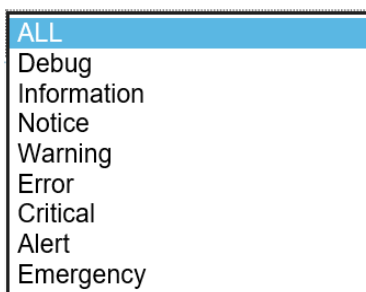 ALL
Debug
Information
Notice
Warning
Error
Critical
Alert
Emergency